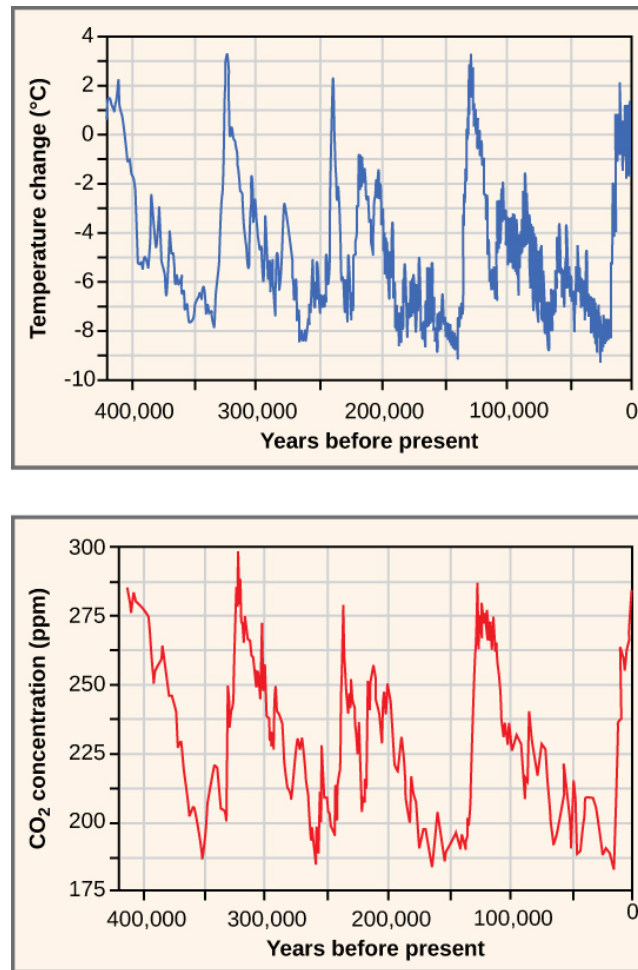 Temperature change (°C)
4
2
0
-2
-4
-6
-8
-10
400,000 300,000 200,000 100,000 0
Years before present
CO₂ concentration (ppm)
300
275
250
225
200
175
400,000 300,000 200,000 100,000 0
Years before present